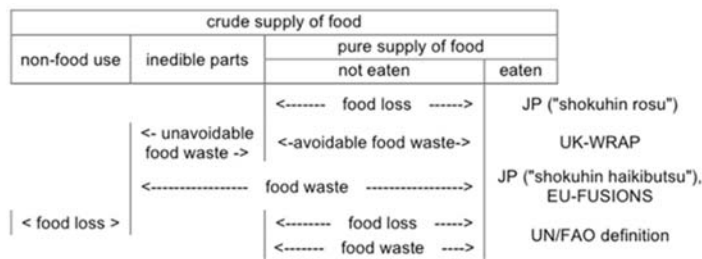 crude supply of food
non-food use
inedible parts
pure supply of food
not eaten
eaten
<------- food loss ------>
JP ("shokuhin rosu")
<- unavoidable
food waste ->
<-avoidable food waste->
UK-WRAP
<----------------- food waste ----------------->
JP ("shokuhin haikibutsu"),
EU-FUSIONS
< food loss >
<------- food loss ----->
<------- food waste ---->
UN/FAO definition